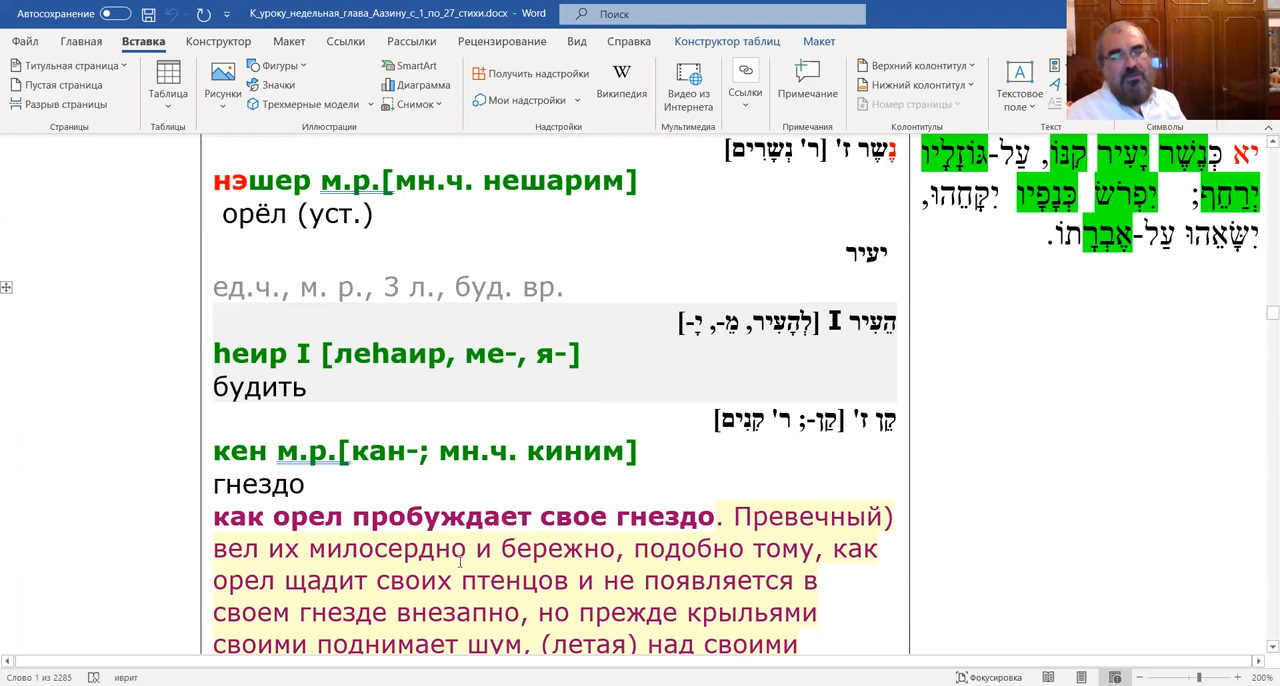 Автосохранение
К_уроку_недельная_глава_Аазину_с_1_по_27_стихи.docx - Word
Поиск
Файл Главная Вставка Конструктор Макет Ссылки Рассылки Рецензирование Вид Справка Конструктор таблиц Макет
Титульная страница
Пустая страница
Разрыв страницы
Страницы
Таблица
Таблицы
Рисунки
Фигуры
Значки
Трехмерные модели
SmartArt
Диаграмма
Снимок
Иллюстрации
Получить надстройки
Мои надстройки
Википедия
Надстройки
Видео из Интернета
Мультимедиа
Ссылки
Примечание
Примечания
Верхний колонтитул
Нижний колонтитул
Номер страницы
Колонтитулы
Текстовое поле
Текст
Символы
נֶשֶר ז' [ר' נְשָרִים]
нэшер м.р.[мн.ч. нешарим]
орёл (уст.)
יעיר
ед.ч., м. р., 3 л., буд. вр.
הֵעִיר I [לְהָעִיר, מֵ-, יָ-]
hеир I [леhаир, ме-, я-]
будить
קֵן ז' [קַן-; ר' קִנִים]
кен м.р.[кан-; мн.ч. киним]
гнездо
как орел пробуждает свое гнездо. Превечный)
вел их милосердно и бережно, подобно тому, как
орел щадит своих птенцов и не появляется в
своем гнезде внезапно, но прежде крыльями
своими поднимает шум, (летая) над своими
יא כְּנֶשֶׁר יָעִיר קִנּוֹ, עַל-גּוֹזָלָיו
יְרַחֵף; יִפְרֹשׂ כְּנָפָיו יִקָּחֵהוּ,
יִשָּׂאֵהוּ עַל-אֶבְרָתוֹ.
Слово 1 из 2285
иврит
Фокусировка
200%